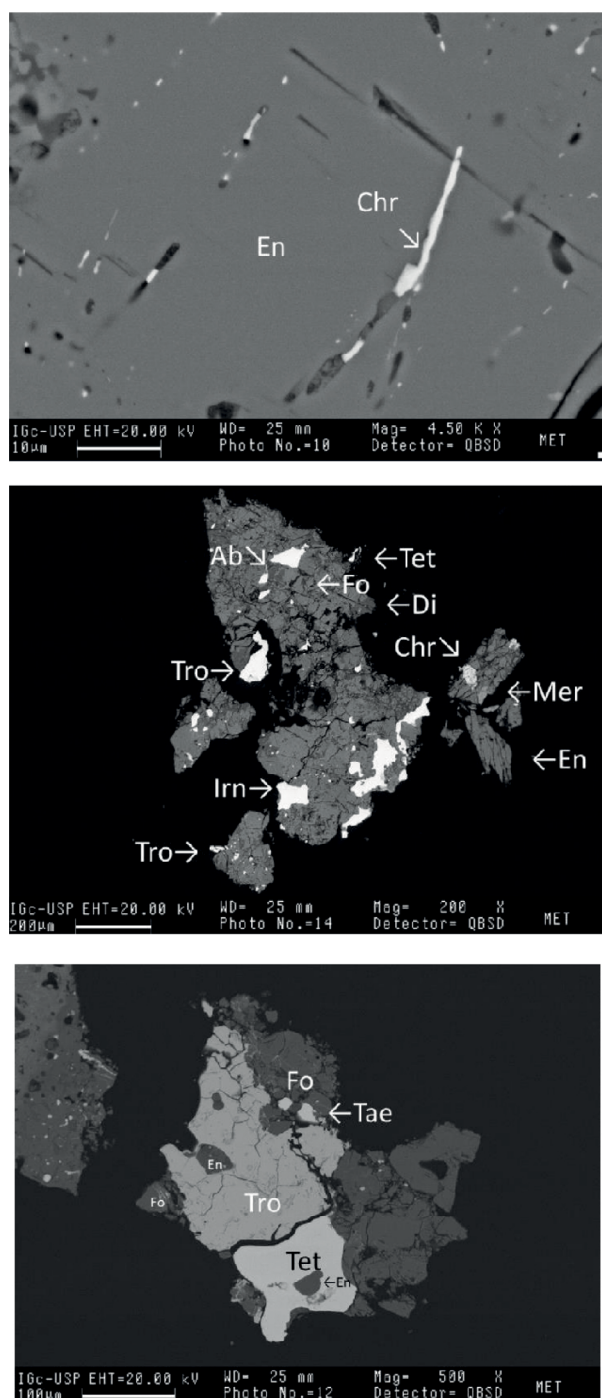 Chr
↘
En
IGc-USP EHT=20.00 kV WD= 25 mm Mag= 4.50 K X
10µm Photo No.=10 Detector= QBSD MET
Ab↘ ←Tet
←Fo
←Di
Chr↘
Tro→
←Mer
Irn→ ←En
Tro→
IGc-USP EHT=20.00 kV WD= 25 mm Mag= 200 X
200µm Photo No.=14 Detector= QBSD MET
Fo
←Tae
En
Fo
Tro
Tet
←En
IGc-USP EHT=20.00 kV WD= 25 mm Mag= 500 X
100µm Photo No.=12 Detector= QBSD MET